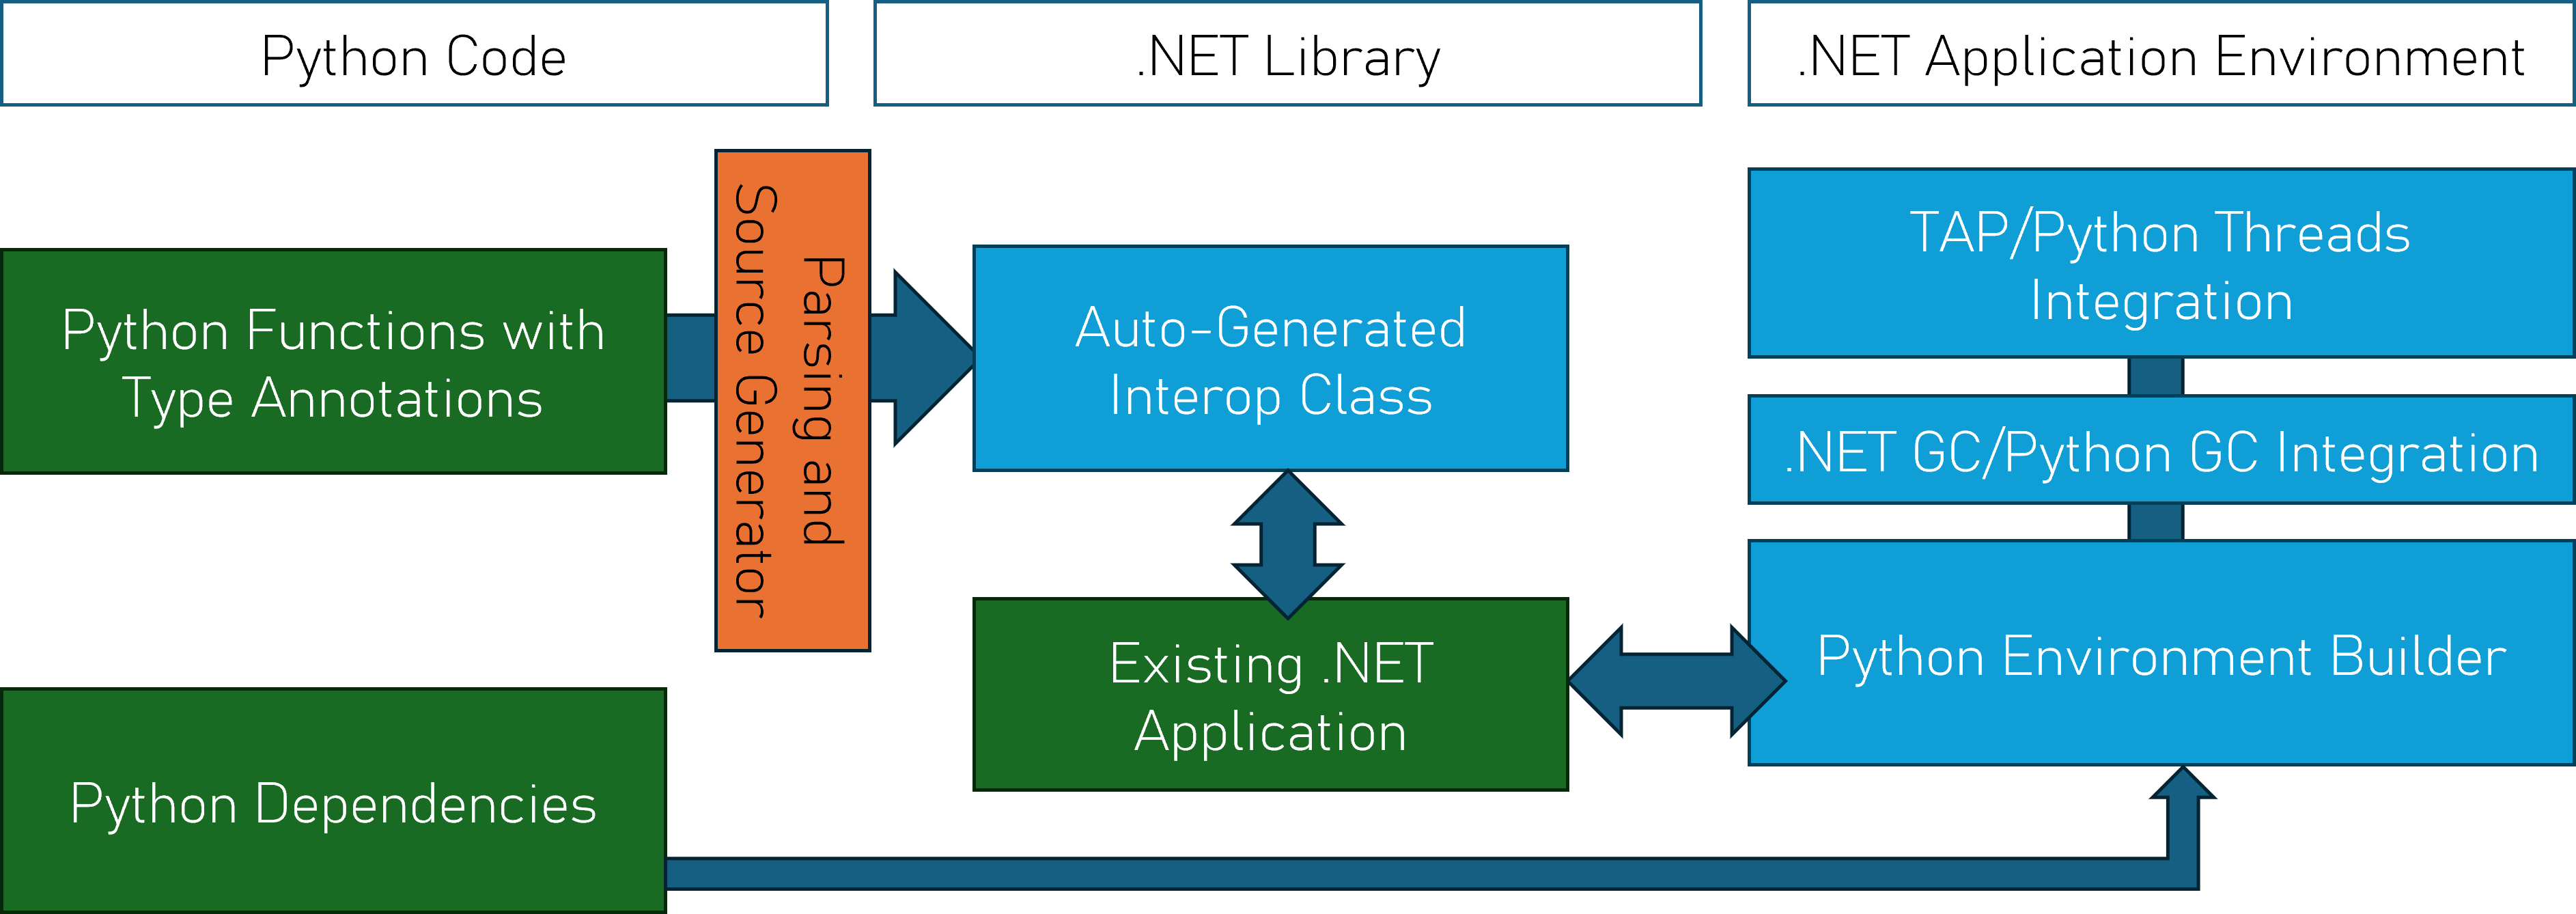 Python Code
.NET Library
.NET Application Environment
Python Functions with
Type Annotations
Parsing and
Source Generator
Auto-Generated
Interop Class
TAP/Python Threads
Integration
.NET GC/Python GC Integration
Existing .NET
Application
Python Environment Builder
Python Dependencies